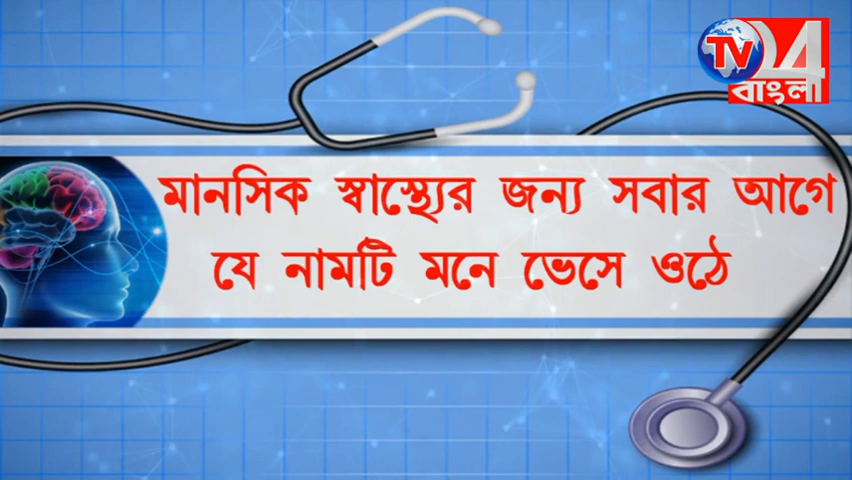 TV 24
বাংলা
মানসিক স্বাস্থ্যের জন্য সবার আগে
যে নামটি মনে ভেসে ওঠে